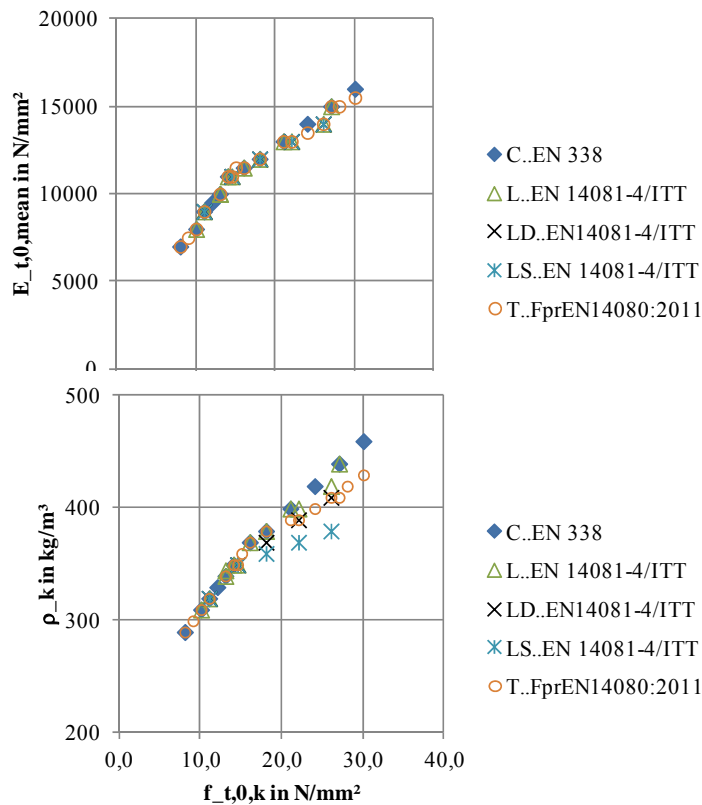 20000
15000
10000
5000
0
E_t,0,mean in N/mm²
C..EN 338
L..EN 14081-4/ITT
LD..EN14081-4/ITT
LS..EN 14081-4/ITT
T..FprEN14080:2011
500
400
300
200
ρ_k in kg/m³
0,0 10,0 20,0 30,0 40,0
f_t,0,k in N/mm²
C..EN 338
L..EN 14081-4/ITT
LD..EN14081-4/ITT
LS..EN 14081-4/ITT
T..FprEN14080:2011